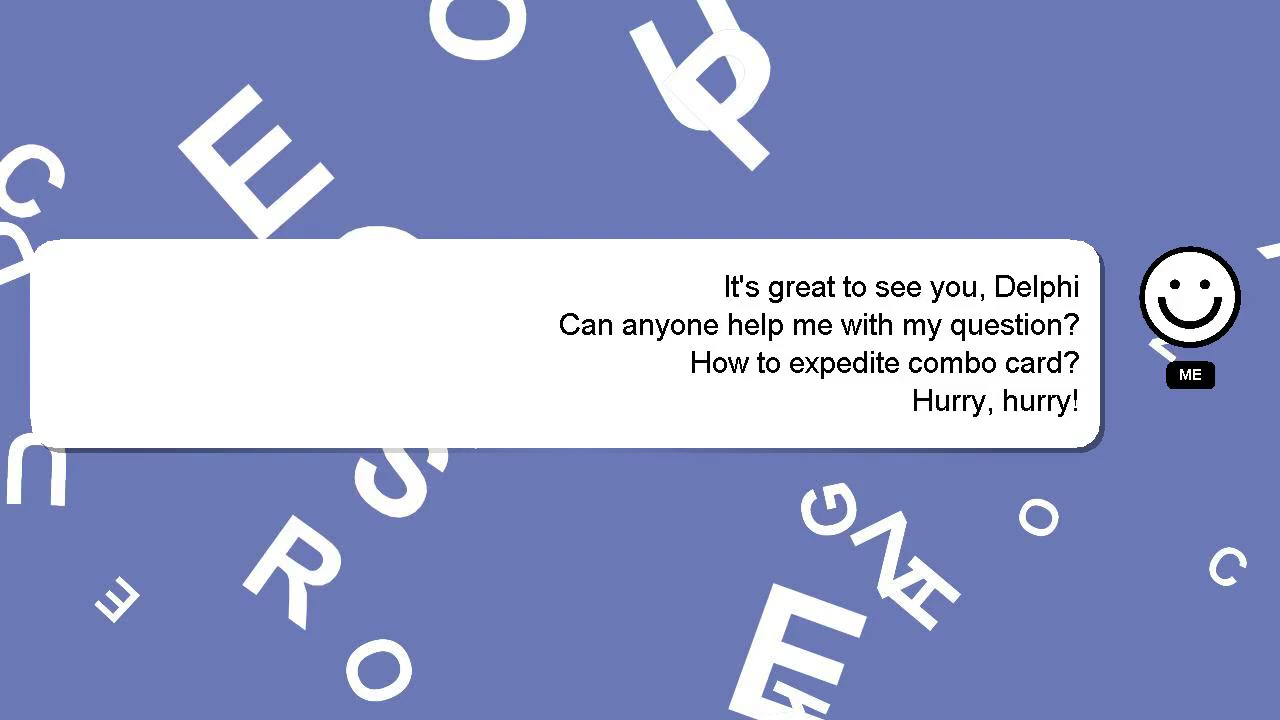 It's great to see you, Delphi
Can anyone help me with my question?
How to expedite combo card?
Hurry, hurry!
ME